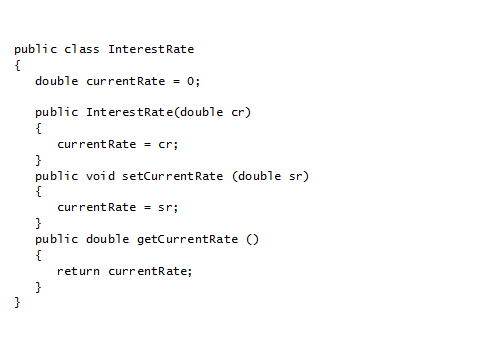 public class InterestRate
{
   double currentRate = 0;

   public InterestRate(double cr)
   {
      currentRate = cr;
   }
   public void setCurrentRate (double sr)
   {
      currentRate = sr;
   }
   public double getCurrentRate ()
   {
      return currentRate;
   }
}